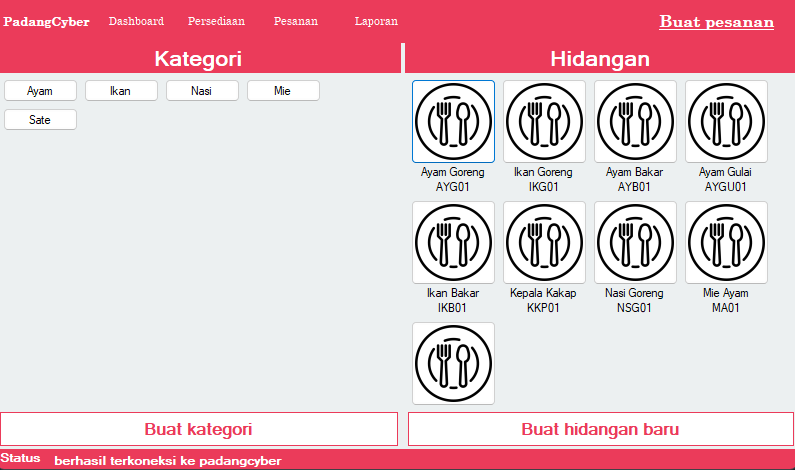 PadangCyber Dashboard Persediaan Pesanan Laporan Buat pesanan
Kategori
Ayam Ikan Nasi Mie
Sate
Hidangan
Ayam Goreng Ikan Goreng Ayam Bakar Ayam Gulai
AYG01 IKG01 AYB01 AYGU01
Ikan Bakar Kepala Kakap Nasi Goreng Mie Ayam
IKB01 KKP01 NSG01 MA01
Buat kategori
Buat hidangan baru
Status berhasil terkoneksi ke padangcyber